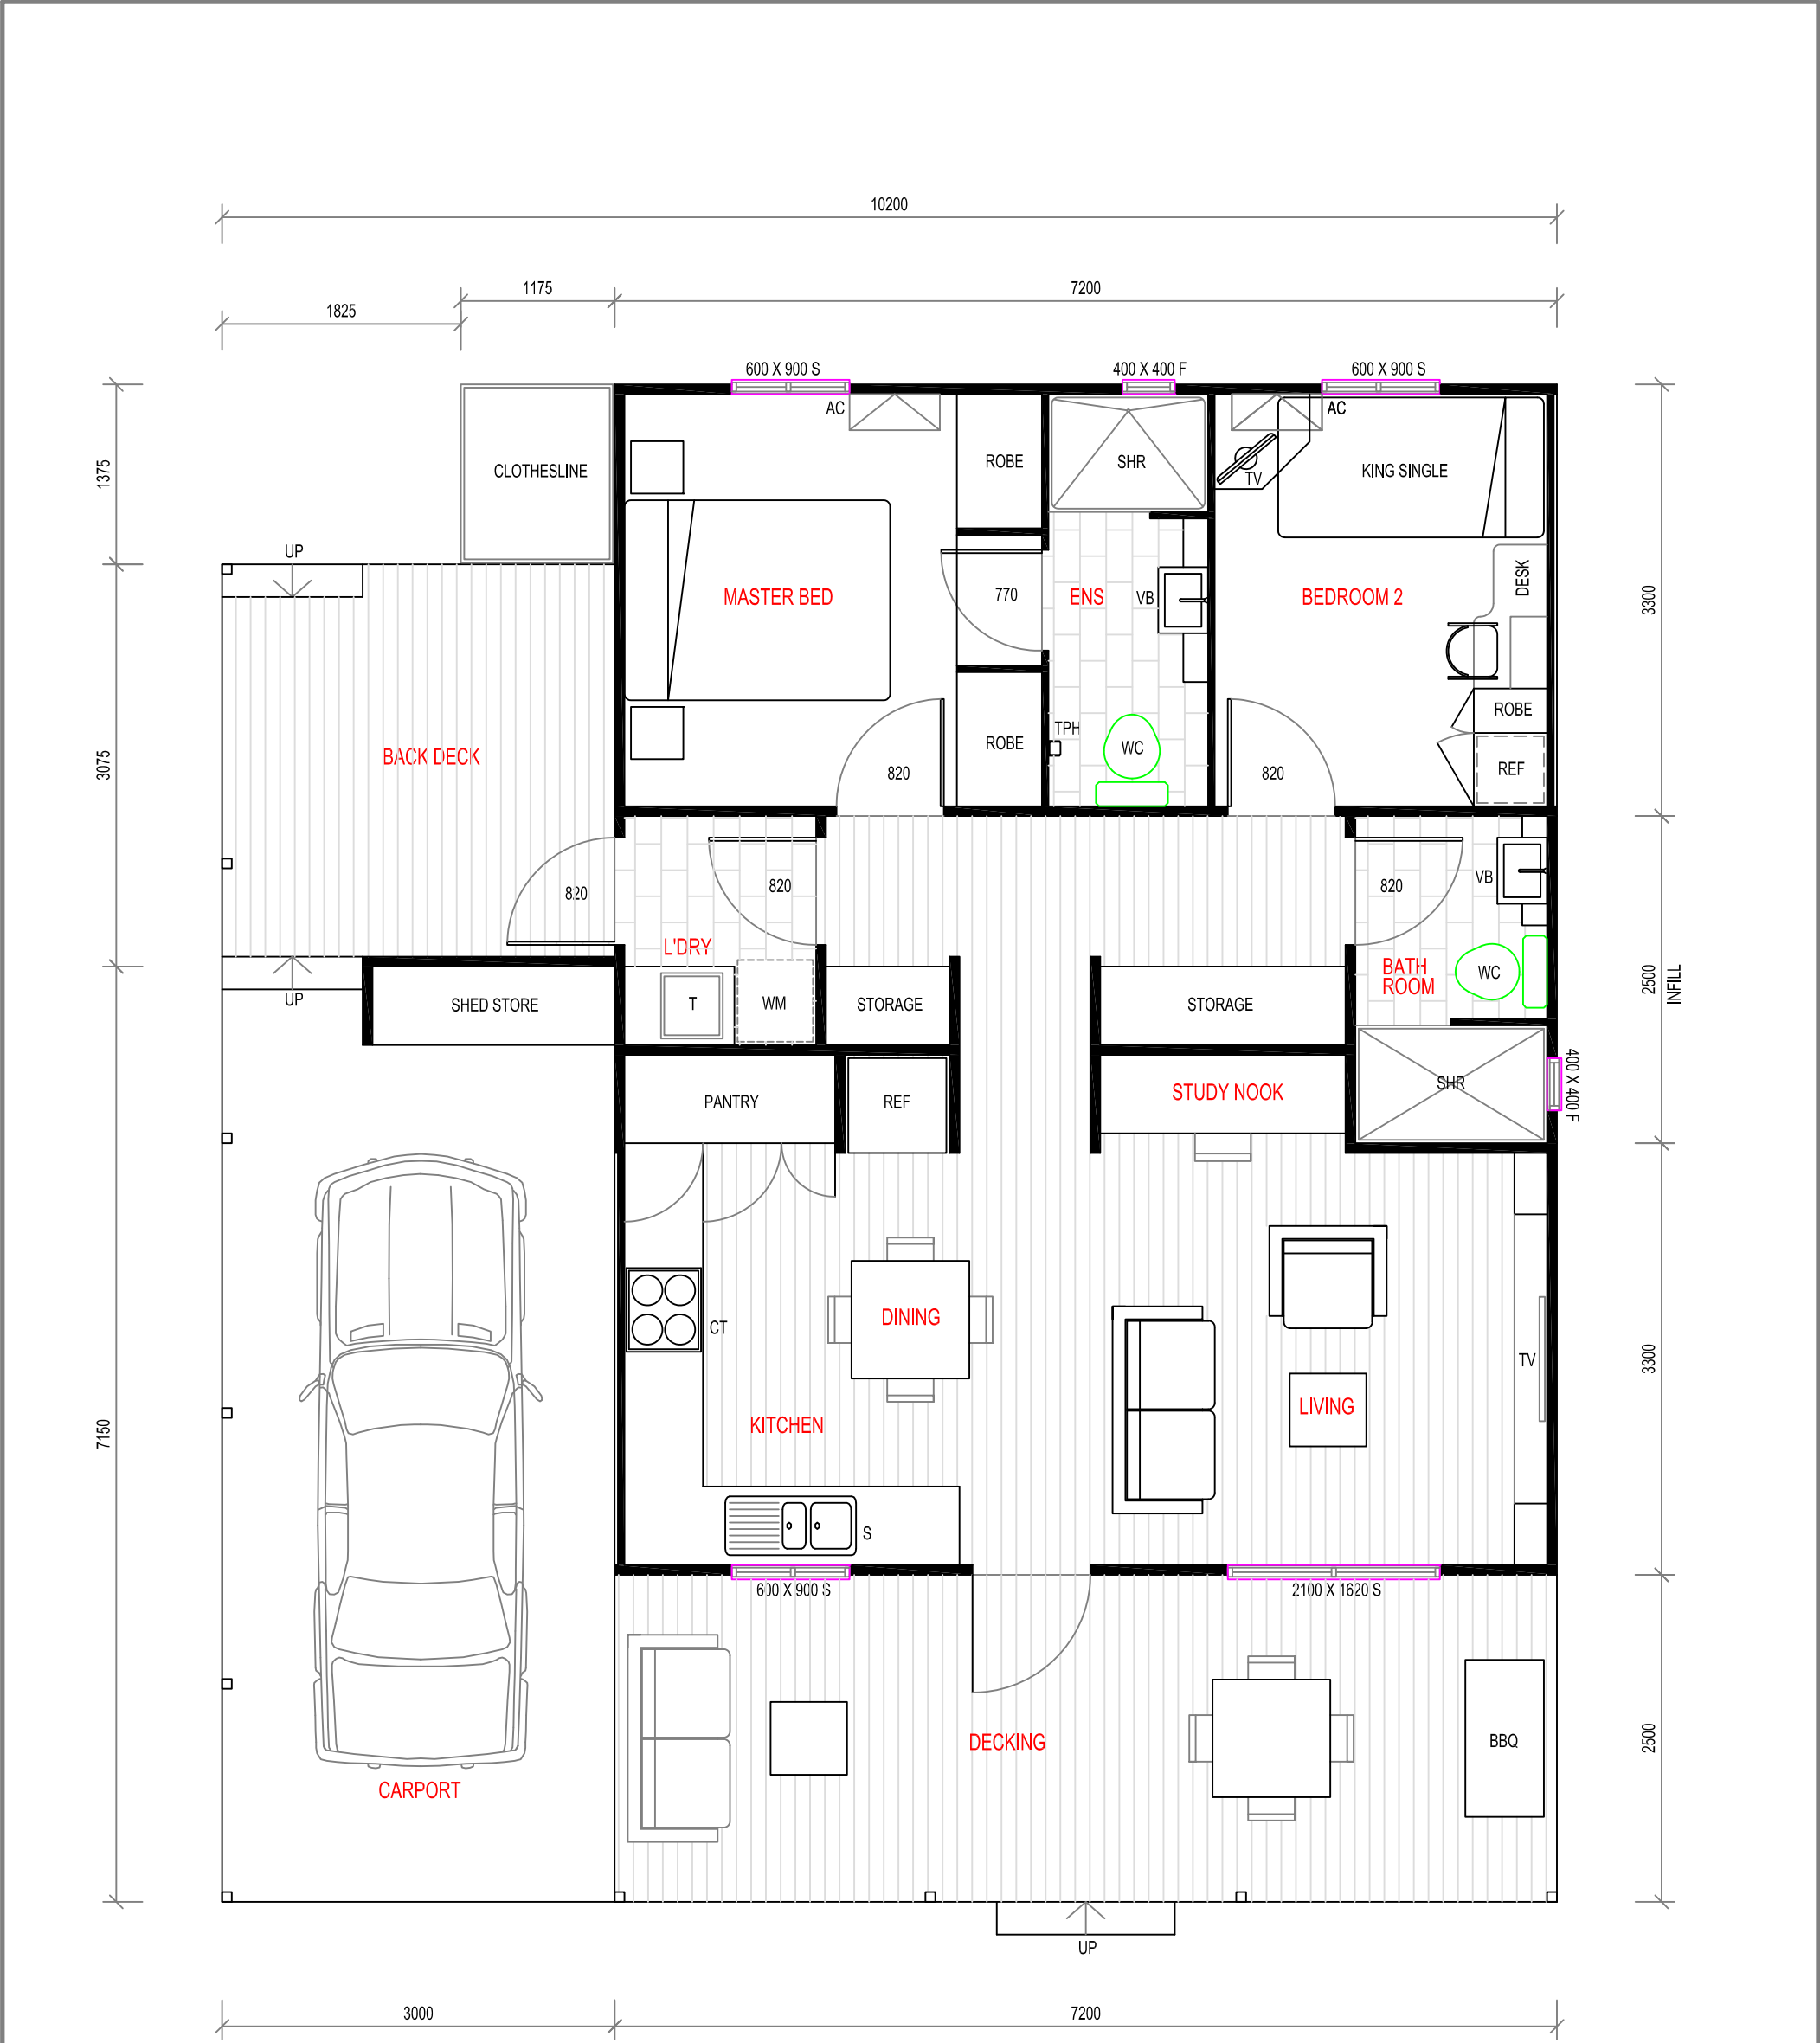 10200
1175
7200
1825
600 X 900 S
400 X 400 F
600 X 900 S
AC
AC
1375
CLOTHESLINE
ROBE
SHR
TV
KING SINGLE
UP
DESK
MASTER BED
770
ENS
VB
BEDROOM 2
3300
ROBE
TPH
BACK DECK
ROBE
WC
REF
3075
820
820
820
820
820
VB
L'DRY
BATH
ROOM
WC
2500
INFILL
UP
SHED STORE
T
WM
STORAGE
STORAGE
SHR
400 X 400 F
STUDY NOOK
PANTRY
REF
DINING
CT
TV
3300
LIVING
KITCHEN
7150
S
600 X 900 S
2100 X 1620 S
DECKING
BBQ
2500
CARPORT
UP
3000
7200